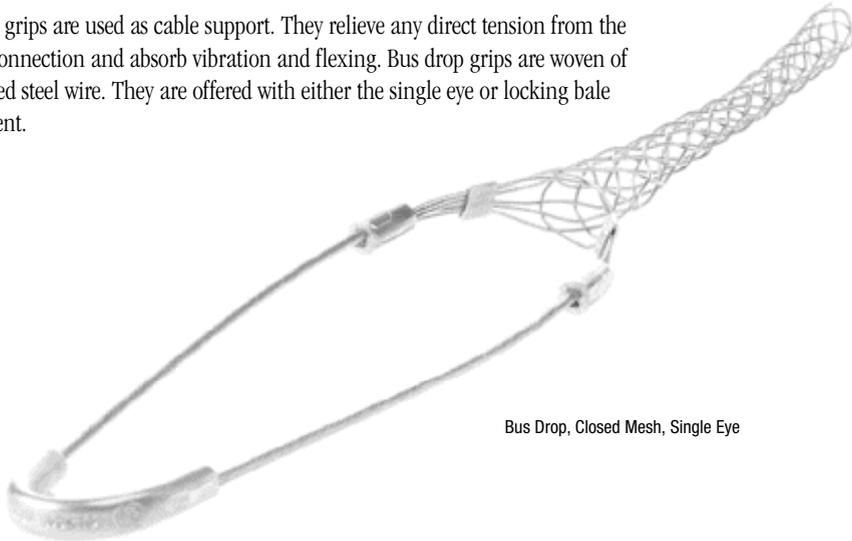 grips are used as cable support. They relieve any direct tension from the
onnection and absorb vibration and flexing. Bus drop grips are woven of
ed steel wire. They are offered with either the single eye or locking bale
ent.
Bus Drop, Closed Mesh, Single Eye